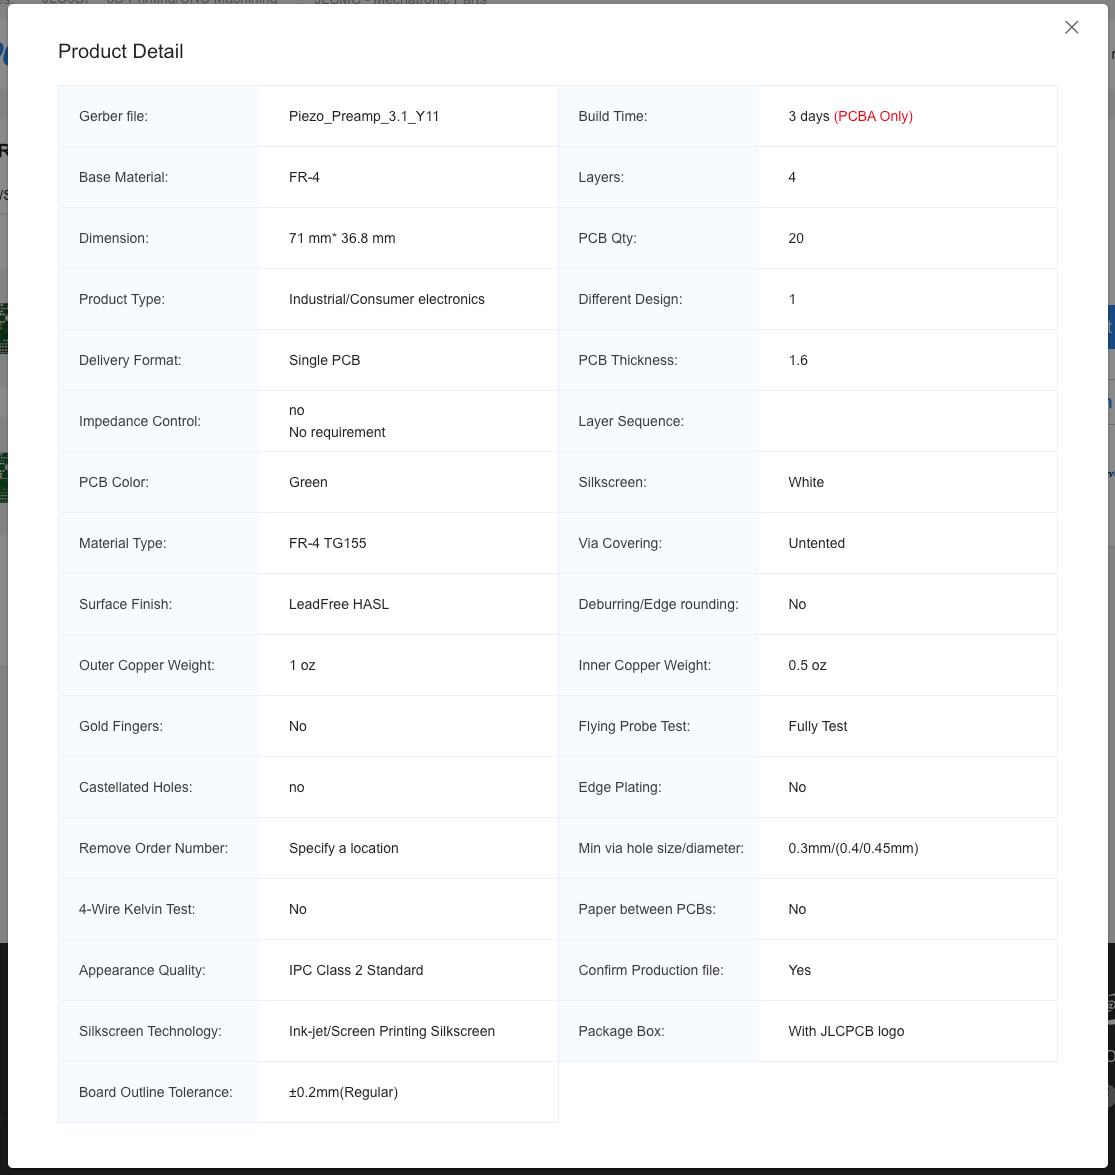 Product Detail
Gerber file: Piezo_Preamp_3.1_Y11 Build Time: 3 days (PCBA Only)
Base Material: FR-4 Layers: 4
Dimension: 71 mm* 36.8 mm PCB Qty: 20
Product Type: Industrial/Consumer electronics Different Design: 1
Delivery Format: Single PCB PCB Thickness: 1.6
Impedance Control: no
No requirement Layer Sequence:
PCB Color: Green Silkscreen: White
Material Type: FR-4 TG155 Via Covering: Untented
Surface Finish: LeadFree HASL Deburring/Edge rounding: No
Outer Copper Weight: 1 oz Inner Copper Weight: 0.5 oz
Gold Fingers: No Flying Probe Test: Fully Test
Castellated Holes: no Edge Plating: No
Remove Order Number: Specify a location Min via hole size/diameter: 0.3mm/(0.4/0.45mm)
4-Wire Kelvin Test: No Paper between PCBs: No
Appearance Quality: IPC Class 2 Standard Confirm Production file: Yes
Silkscreen Technology: Ink-jet/Screen Printing Silkscreen Package Box: With JLCPCB logo
Board Outline Tolerance: ±0.2mm(Regular)